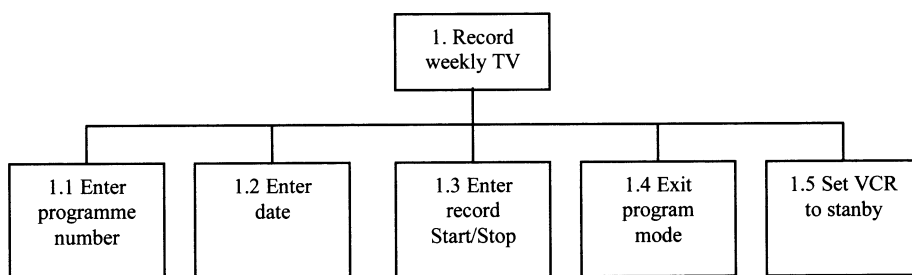 1. Record
weekly TV
1.1 Enter
programme
number
1.2 Enter
date
1.3 Enter
record
Start/Stop
1.4 Exit
program
mode
1.5 Set VCR
to stanby